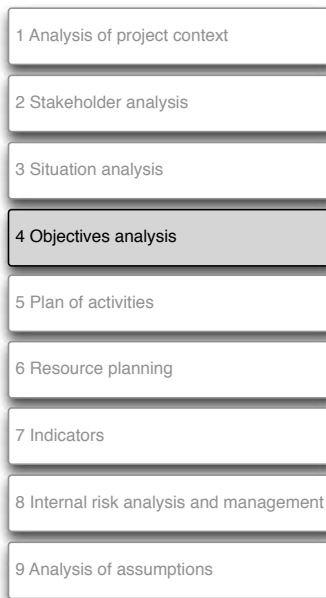 1 Analysis of project context
2 Stakeholder analysis
3 Situation analysis
4 Objectives analysis
5 Plan of activities
6 Resource planning
7 Indicators
8 Internal risk analysis and management
9 Analysis of assumptions